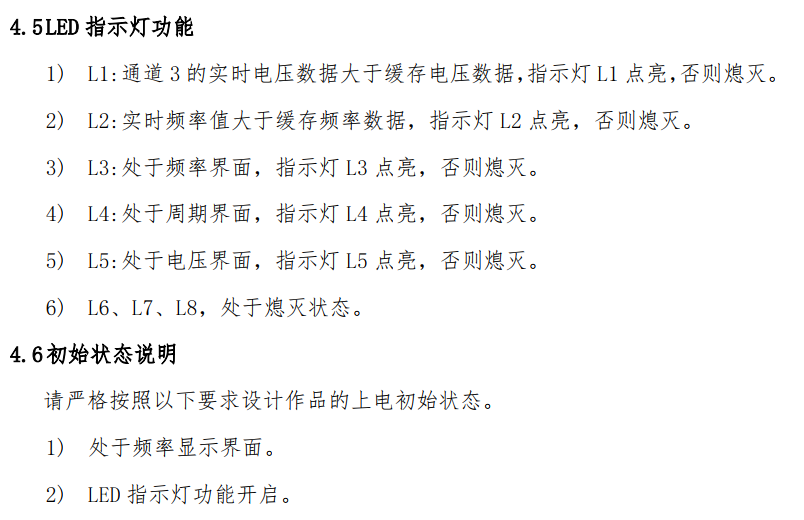 4.5 LED 指示灯功能
1) L1:通道 3 的实时电压数据大于缓存电压数据,指示灯 L1 点亮,否则熄灭。
2) L2:实时频率值大于缓存频率数据，指示灯 L2 点亮，否则熄灭。
3) L3:处于频率界面，指示灯 L3 点亮，否则熄灭。
4) L4:处于周期界面，指示灯 L4 点亮，否则熄灭。
5) L5:处于电压界面，指示灯 L5 点亮，否则熄灭。
6) L6、L7、L8，处于熄灭状态。
4.6 初始状态说明
请严格按照以下要求设计作品的上电初始状态。
1) 处于频率显示界面。
2) LED 指示灯功能开启。